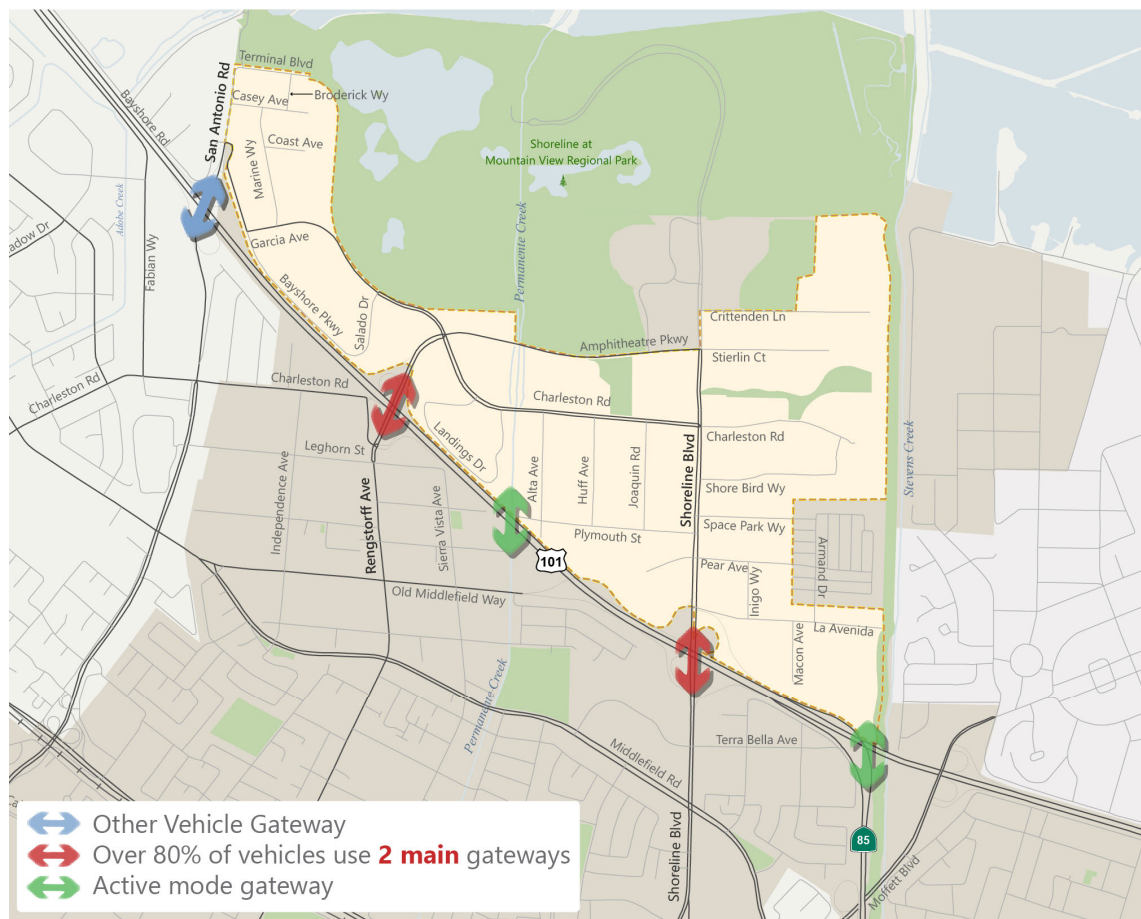 Terminal Blvd
San Antonio Rd
Bayshore Rd
Casey Ave
Broderick Wy
Coast Ave
Marine Wy
Shoreline at
Mountain View Regional Park
Adobe Creek
Fabian Wy
Garcia Ave
Permanente Creek
Bayshore Pkwy
Salado Dr
Crittenden Ln
Amphitheatre Pkwy
Stierlin Ct
Charleston Rd
Charleston Rd
Charleston Rd
Charleston Rd
Landings Dr
Leghorn St
Independence Ave
Rengstorff Ave
Sierra Vista Ave
Alta Ave
Huff Ave
Joaquin Rd
Shoreline Blvd
Stevens Creek
Shore Bird Wy
Space Park Wy
Plymouth St
Armand Dr
101
Pear Ave
Inigo Wy
Old Middlefield Way
La Avenida
Macon Ave
Permanente Creek
Terra Bella Ave
Middlefield Rd
Shoreline Blvd
85
Moffett Blvd
Other Vehicle Gateway
Over 80% of vehicles use 2 main gateways
Active mode gateway